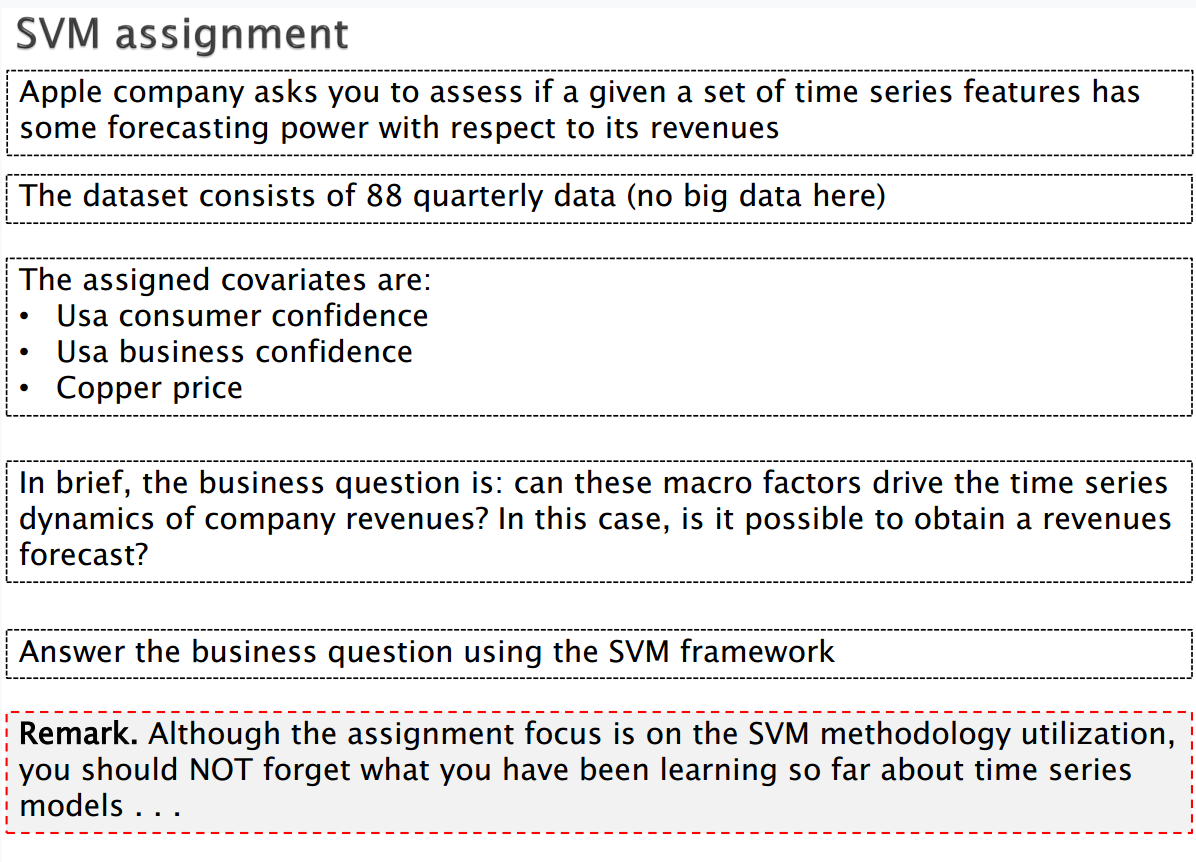 SVM assignment
Apple company asks you to assess if a given a set of time series features has
some forecasting power with respect to its revenues
The dataset consists of 88 quarterly data (no big data here)
The assigned covariates are:
• Usa consumer confidence
• Usa business confidence
• Copper price
In brief, the business question is: can these macro factors drive the time series
dynamics of company revenues? In this case, is it possible to obtain a revenues
forecast?
Answer the business question using the SVM framework
Remark. Although the assignment focus is on the SVM methodology utilization,
you should NOT forget what you have been learning so far about time series
models . . .